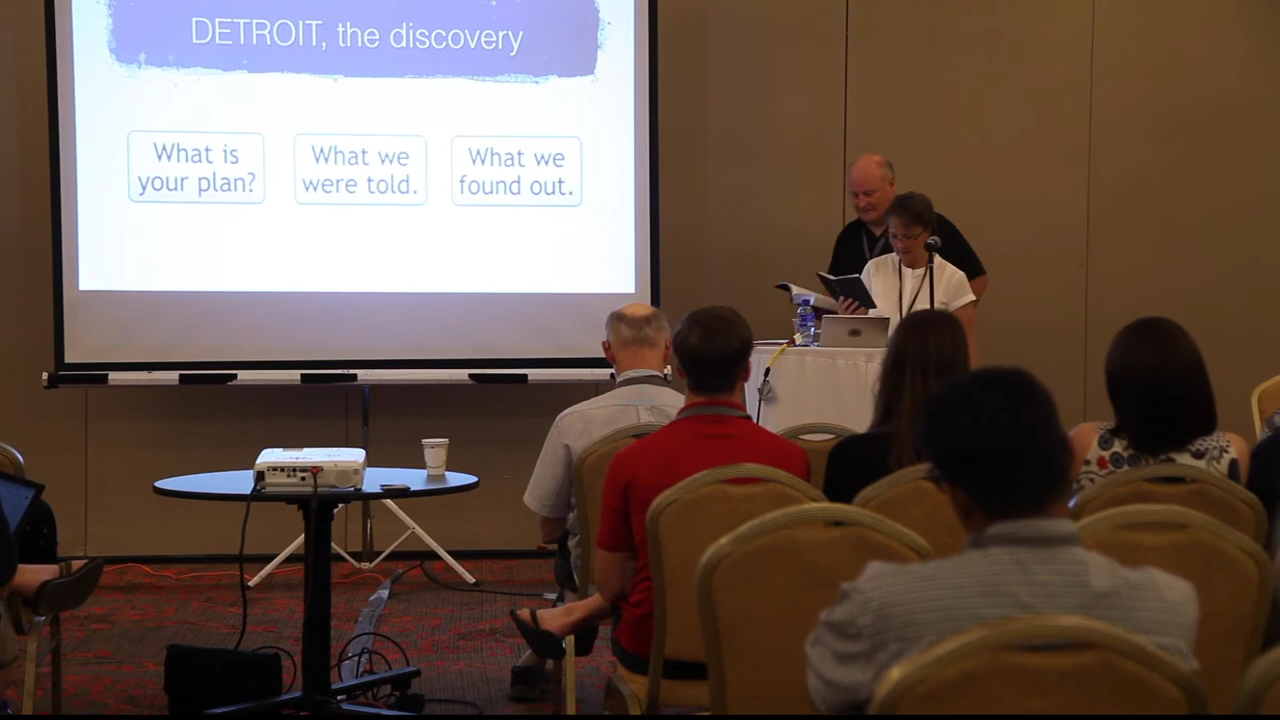 DETROIT, the discovery
What is
your plan?
What we
were told.
What we
found out.